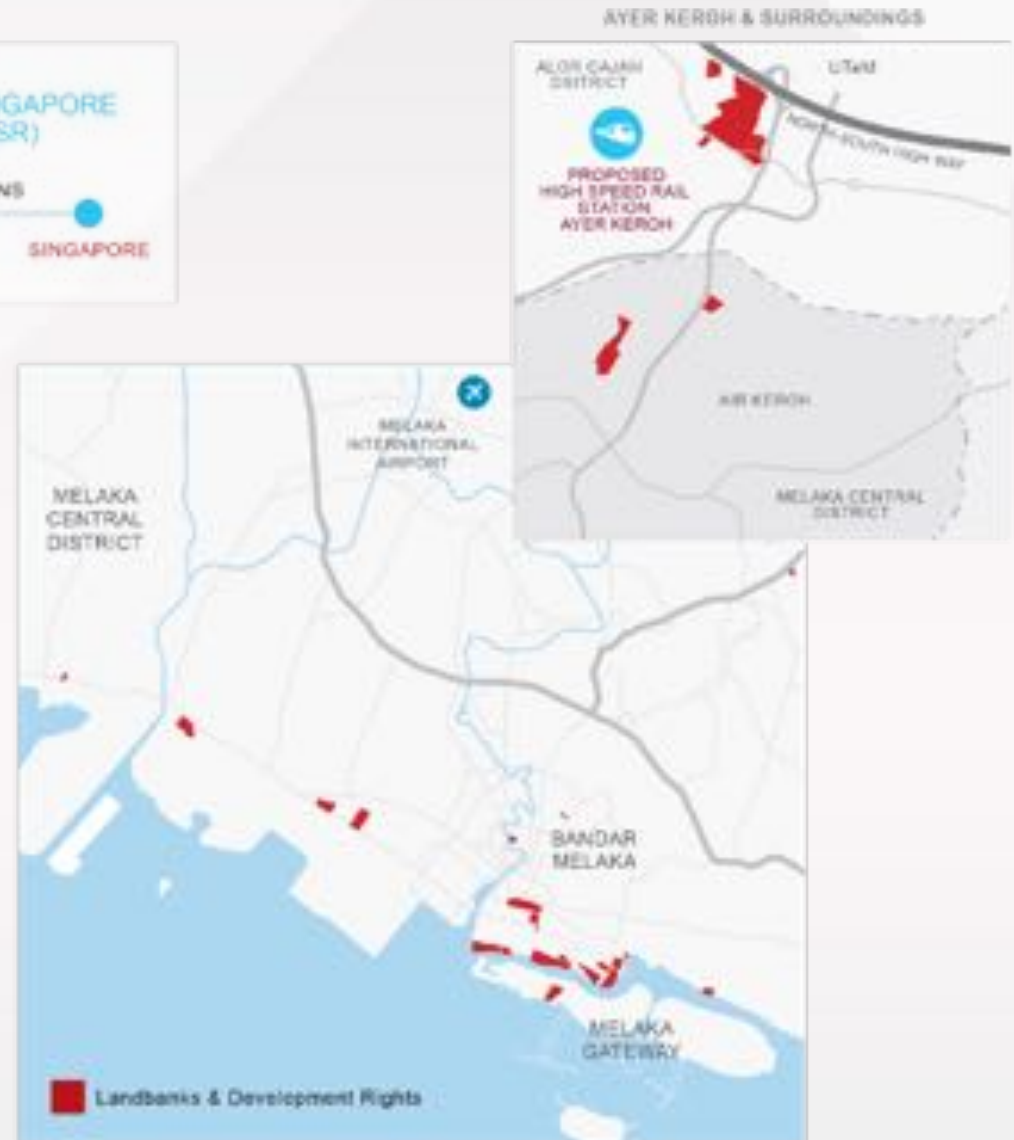 AYER KEROH & SURROUNDINGS
NGAPORE
SR)
NS
SINGAPORE
ALOR GAJAH
DSITRICT
UTeM
NORTH-SOUTH HIGH WAY
PROPOSED
HIGH SPEED RAIL
STATION
AYER KEROH
AIR KEROH
MELAKA CENTRAL
DISTRICT
MELAKA
INTERNATIONAL
AIRPORT
MELAKA
CENTRAL
DISTRICT
BANDAR
MELAKA
MELAKA
GATEWAY
Landbanks & Development Rights